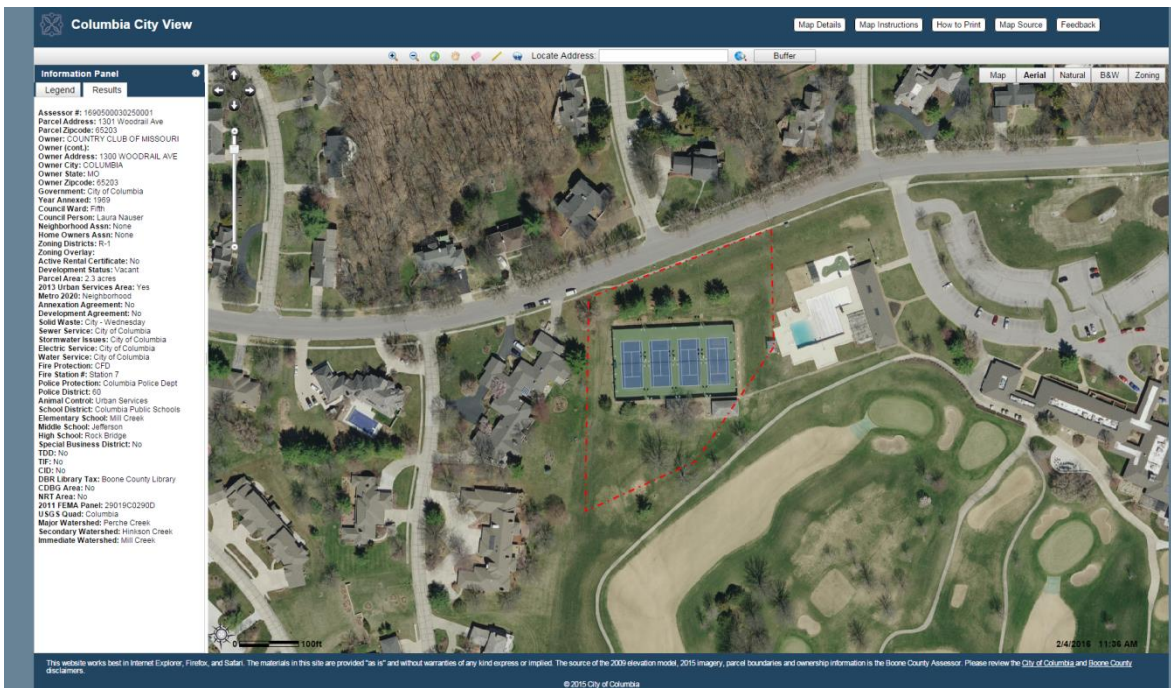 Columbia City View
Map Details Map Instructions How to Print Map Source Feedback
Locate Address: Buffer
Information Panel
Legend Results
Map Aerial Natural B&W Zoning
Assessor #: 1690500030250001
Parcel Address: 1301 Woodrail Ave
Parcel Zipcode: 65203
Owner: COUNTRY CLUB OF MISSOURI
Owner (cont.):
Owner Address: 1300 WOODRAIL AVE
Owner City: COLUMBIA
Owner State: MO
Owner Zipcode: 65203
Government: City of Columbia
Year Annexed: 1969
Council Ward: Fifth
Council Person: Laura Nauser
Neighborhood Assn: None
Home Owners Assn: None
Zoning Districts: R-1
Zoning Overlay:
Active Rental Certificate: No
Development Status: Vacant
Parcel Area: 2.3 acres
2013 Urban Services Area: Yes
Metro 2020: Neighborhood
Annexation Agreement: No
Development Agreement: No
Solid Waste: City - Wednesday
Sewer Service: City of Columbia
Stormwater Issues: City of Columbia
Electric Service: City of Columbia
Water Service: City of Columbia
Fire Protection: CFD
Fire Station #: Station 7
Police Protection: Columbia Police Dept
Police District: 60
Animal Control: Urban Services
School District: Columbia Public Schools
Elementary School: Mill Creek
Middle School: Jefferson
High School: Rock Bridge
Special Business District: No
TDD: No
TIF: No
CID: No
DBR Library Tax: Boone County Library
CDBG Area: No
NRT Area: No
2011 FEMA Panel: 29019C0290D
USGS Quad: Columbia
Major Watershed: Perche Creek
Secondary Watershed: Hinkson Creek
Immediate Watershed: Mill Creek
0 100ft
2/4/2016 11:36 AM
This website works best in Internet Explorer, Firefox, and Safari. The materials in this site are provided "as is" and without warranties of any kind express or implied. The source of the 2009 elevation model, 2015 imagery, parcel boundaries and ownership information is the Boone County Assessor. Please review the City of Columbia and Boone County
disclaimers.
© 2015 City of Columbia